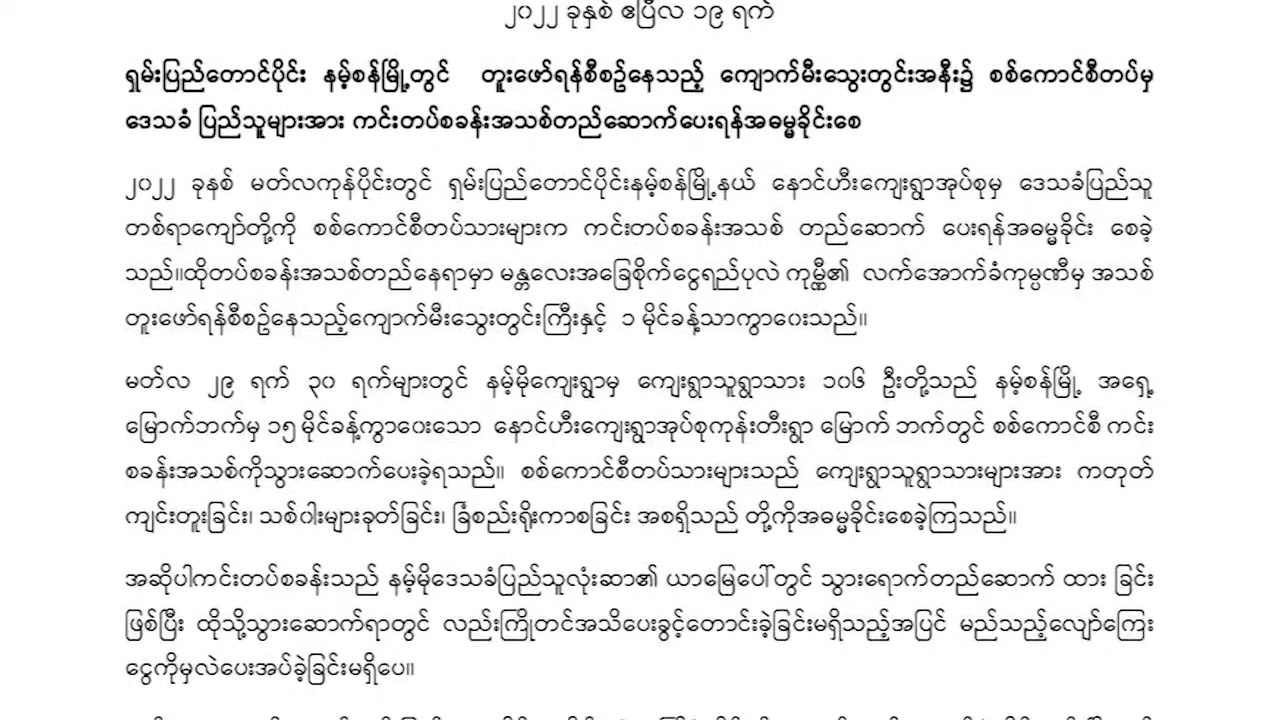 ၂၀၂၂ ခုနှစ် ဧပြီလ ၁၉ ရက်
ရှမ်းပြည်တောင်ပိုင်း နမ့်စန်မြို့တွင် တူးဖော်ရန်စီစဉ်နေသည့် ကျောက်မီးသွေးတွင်းအနီး၌ စစ်ကောင်စီတပ်မှ
ဒေသခံ ပြည်သူများအား ကင်းတပ်စခန်းအသစ်တည်ဆောက်ပေးရန်အဓမ္မခိုင်းစေ
၂၀၂၂ ခုနစ် မတ်လကုန်ပိုင်းတွင် ရှမ်းပြည်တောင်ပိုင်းနမ့်စန်မြို့နယ် နောင်ဟီးကျေးရွာအုပ်စုမှ ဒေသခံပြည်သူ
တစ်ရာကျော်တို့ကို စစ်ကောင်စီတပ်သားများက ကင်းတပ်စခန်းအသစ် တည်ဆောက် ပေးရန်အဓမ္မခိုင်း စေခဲ့
သည်။ထိုတပ်စခန်းအသစ်တည်နေရာမှာ မန္တလေးအခြေစိုက်ငွေရည်ပုလဲ ကုမ္ပဏီ၏ လက်အောက်ခံကုမ္ပဏီမှ အသစ်
တူးဖော်ရန်စီစဉ်နေသည့်ကျောက်မီးသွေးတွင်းကြီးနှင့် ၁ မိုင်ခန့်သာကွာဝေးသည်။
မတ်လ ၂၉ ရက် ၃၀ ရက်များတွင် နမ့်မိုကျေးရွာမှ ကျေးရွာသူရွာသား ၁၀၆ ဦးတို့သည် နမ့်စန်မြို့ အရှေ့
မြောက်ဘက်မှ ၁၅ မိုင်ခန့်ကွာဝေးသော နောင်ဟီးကျေးရွာအုပ်စုကုန်းတီးရွာ မြောက် ဘက်တွင် စစ်ကောင်စီ ကင်း
စခန်းအသစ်ကိုသွားဆောက်ပေးခဲ့ရသည်။ စစ်ကောင်စီတပ်သားများသည် ကျေးရွာသူရွာသားများအား ကတုတ်
ကျင်းတူးခြင်း၊ သစ်ဝါးများခုတ်ခြင်း၊ ခြံစည်းရိုးကာစခြင်း အစရှိသည် တို့ကိုအဓမ္မခိုင်းစေခဲ့ကြသည်။
အဆိုပါကင်းတပ်စခန်းသည် နမ့်မိုဒေသခံပြည်သူလုံးဆာ၏ ယာမြေပေါ်တွင် သွားရောက်တည်ဆောက် ထား ခြင်း
ဖြစ်ပြီး ထိုသို့သွားဆောက်ရာတွင် လည်းကြိုတင်အသိပေးခွင့်တောင်းခဲ့ခြင်းမရှိသည့်အပြင် မည်သည့်လျော်ကြေး
ငွေကိုမှလဲပေးအပ်ခဲ့ခြင်းမရှိပေ။